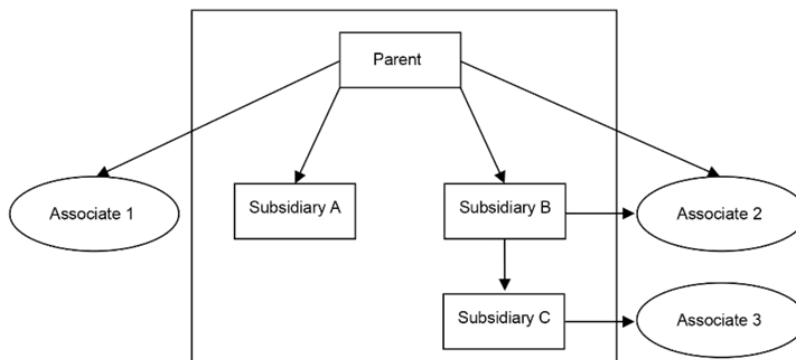 Parent
Associate 1
Subsidiary A
Subsidiary B
Associate 2
Subsidiary C
Associate 3